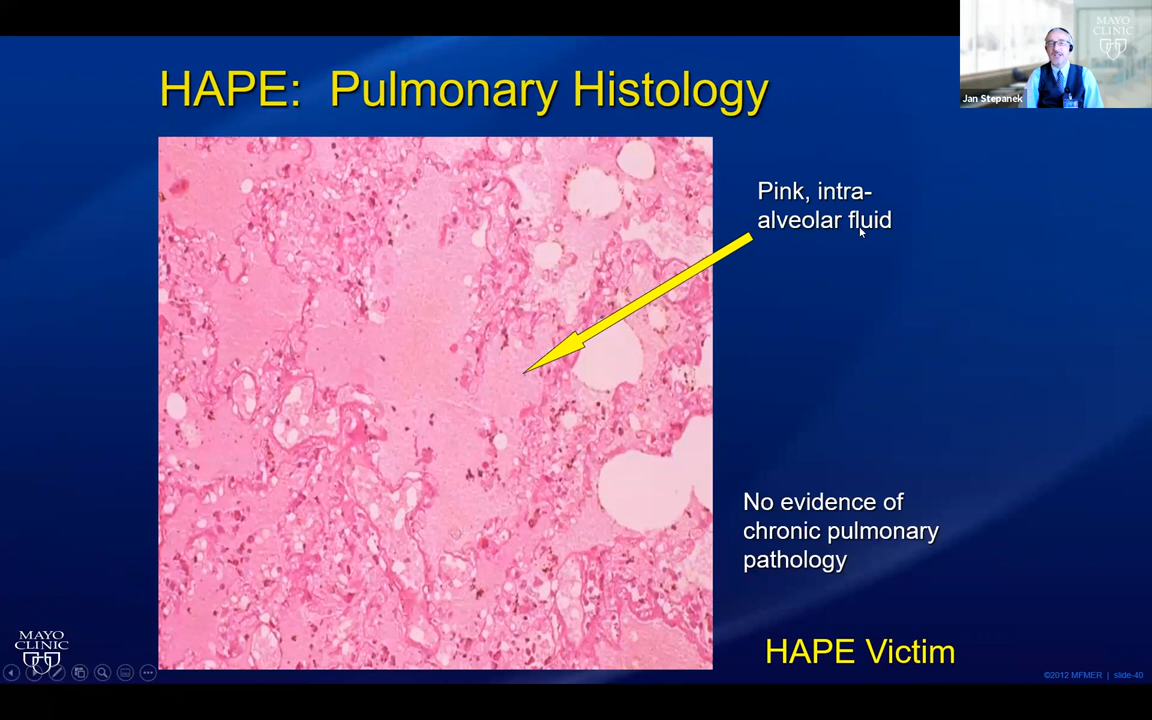 MAYO
CLINIC
Jan Stepanek
HAPE: Pulmonary Histology
Pink, intra-
alveolar fluid
No evidence of
chronic pulmonary
pathology
HAPE Victim
MAYO
CLINIC
©2012 MFMER | slide-40